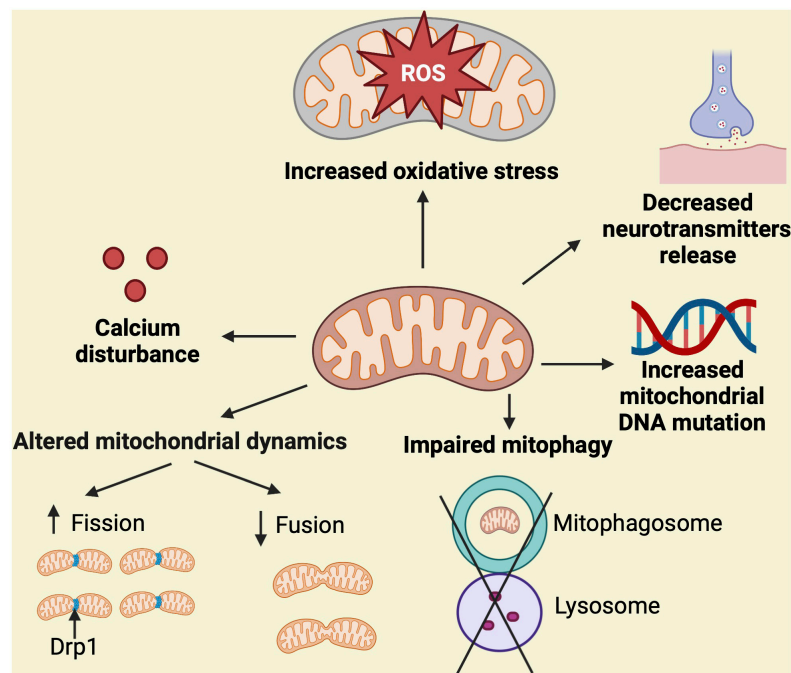 ROS
Increased oxidative stress
Decreased
neurotransmitters
release
Calcium
disturbance
Increased
mitochondrial
DNA mutation
Altered mitochondrial dynamics
Impaired mitophagy
Fission
Fusion
Mitophagosome
Lysosome
Drp1